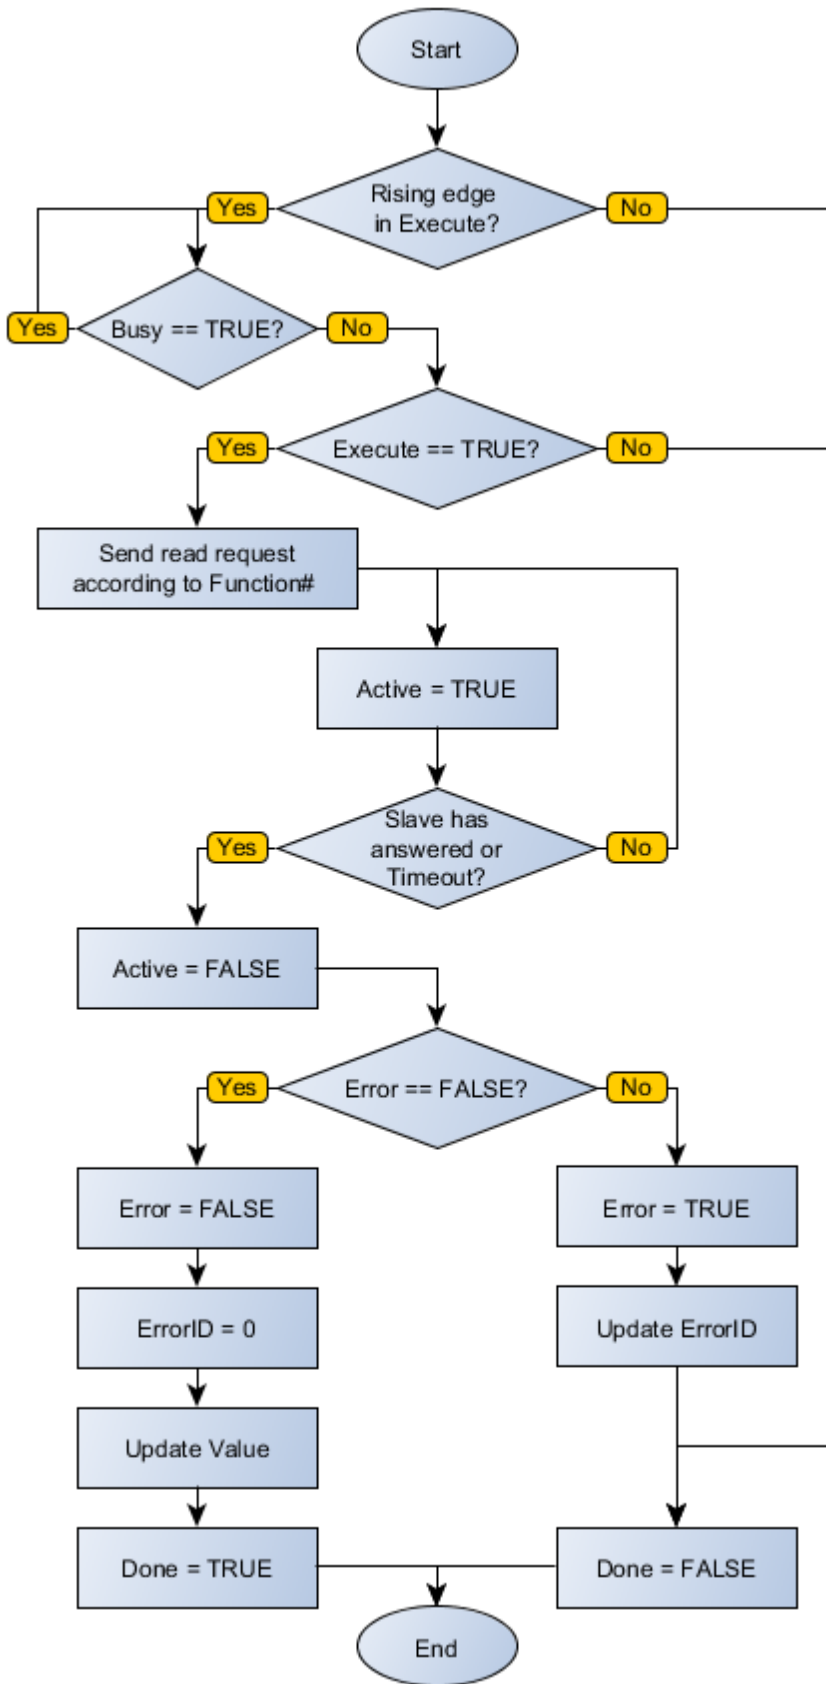 Start
Rising edge
in Execute?
Yes
No
Busy == TRUE?
Yes
No
Execute == TRUE?
Yes
No
Send read request
according to Function#
Active = TRUE
Slave has
answered or
Timeout?
Yes
No
Active = FALSE
Error == FALSE?
Yes
No
Error = FALSE
Error = TRUE
ErrorID = 0
Update ErrorID
Update Value
Done = TRUE
Done = FALSE
End